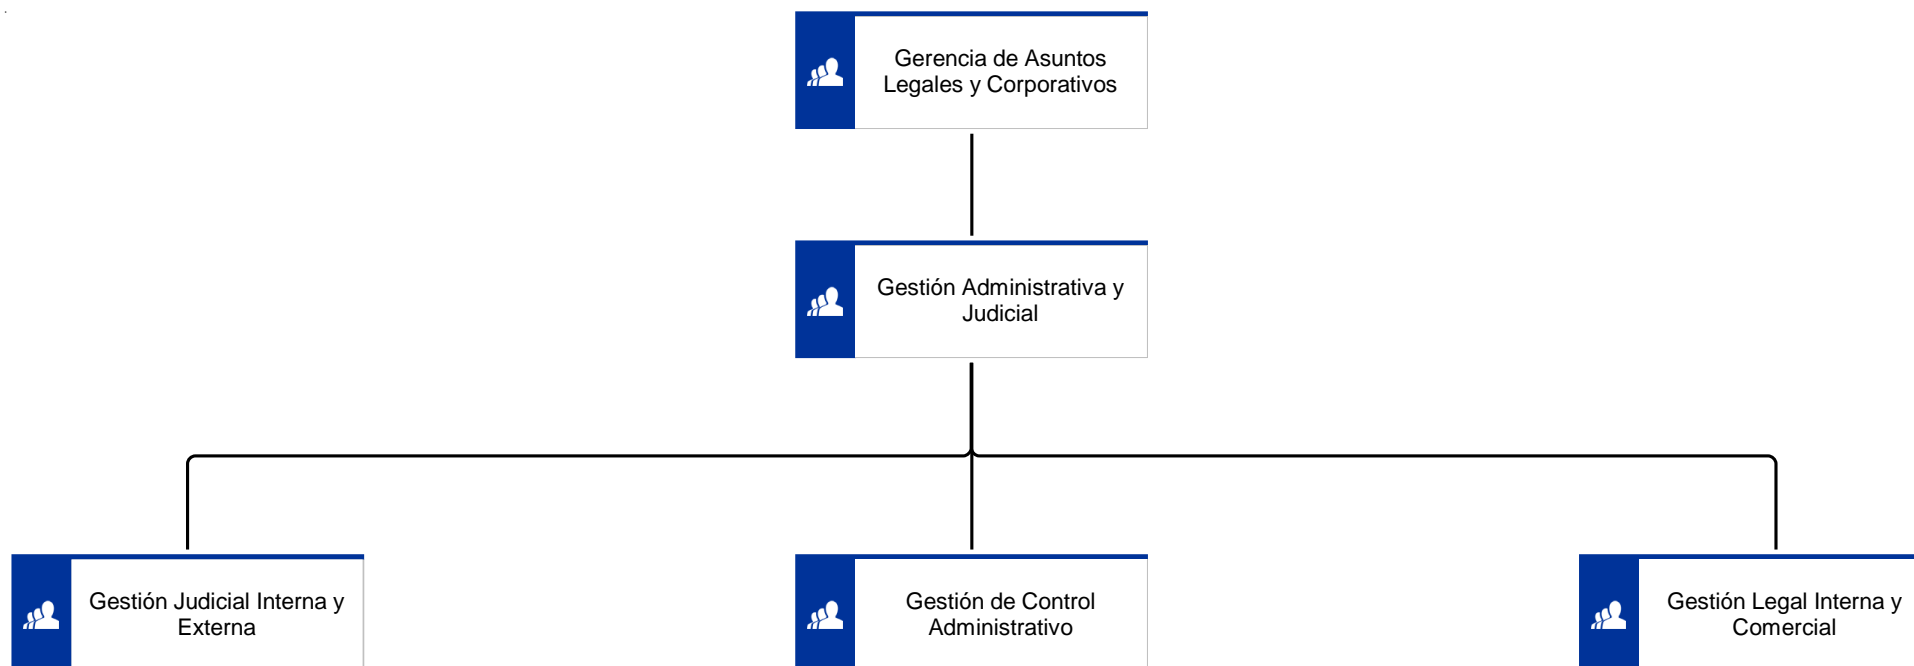 Gerencia de Asuntos
Legales y Corporativos
Gestión Administrativa y
Judicial
Gestión Judicial Interna y
Externa
Gestión de Control
Administrativo
Gestión Legal Interna y
Comercial